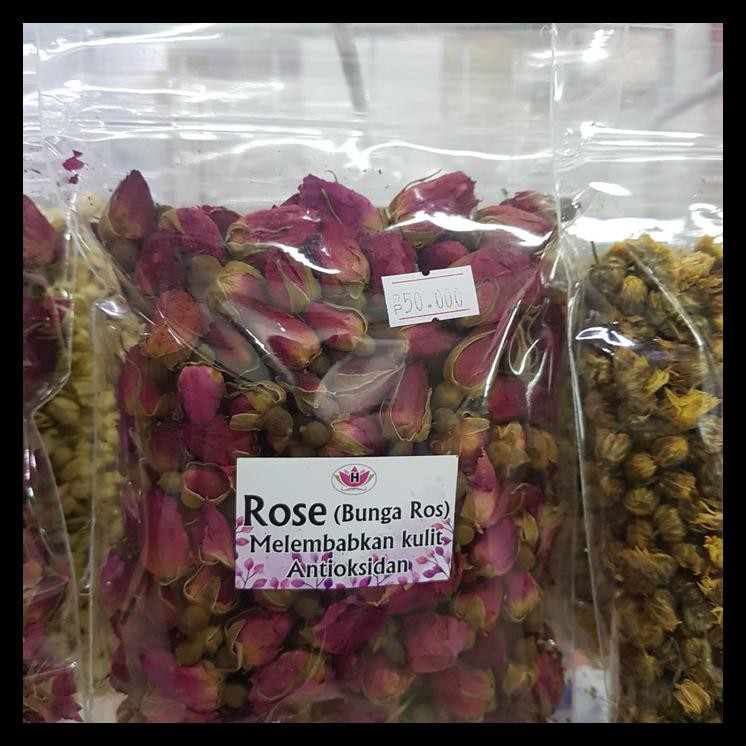 RP50.000
H
Rose (Bunga Ros)
Melembabkan kulit
Antioksidan